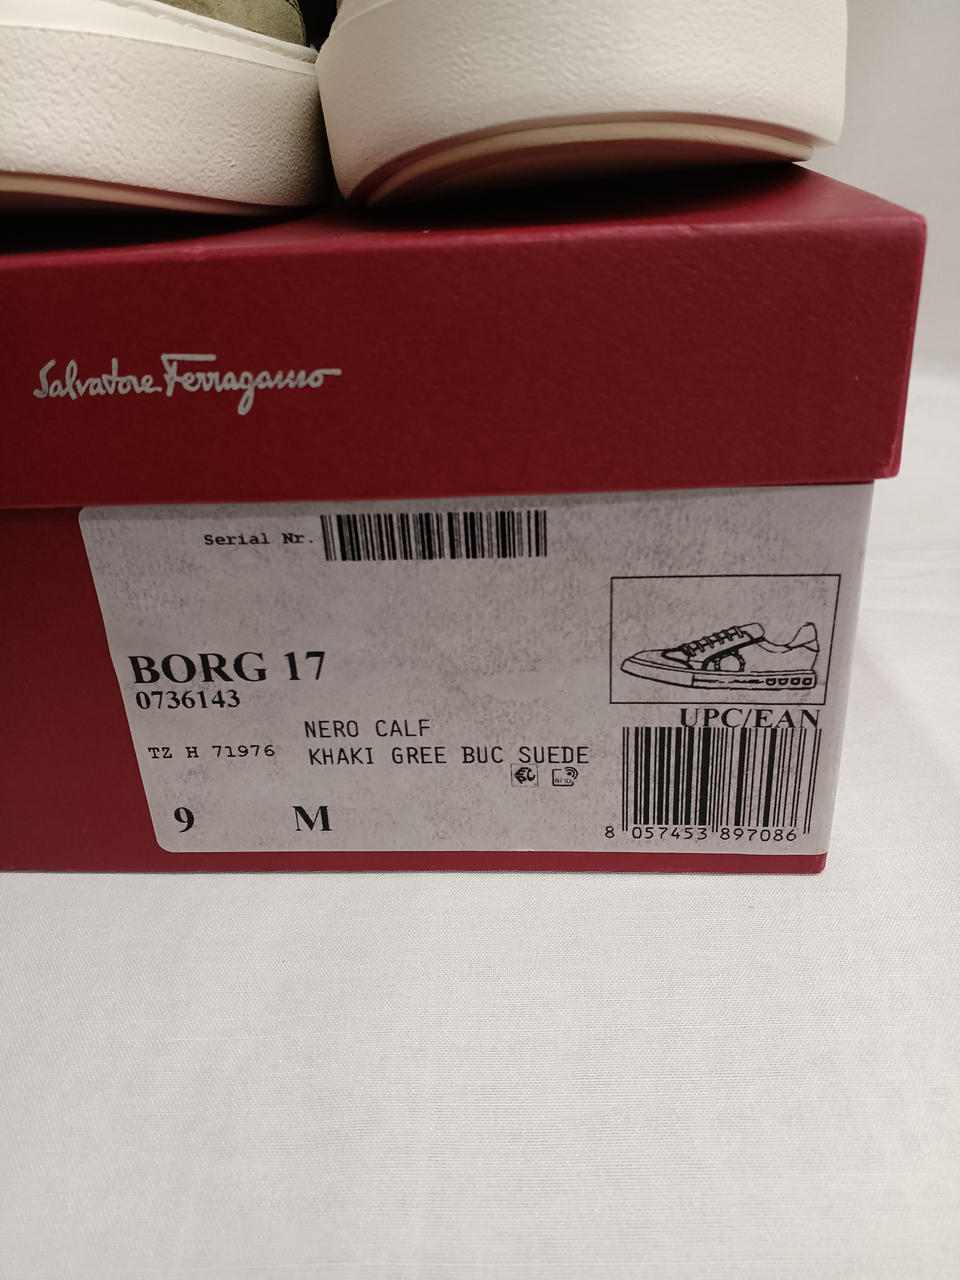 Salvatore Ferragamo
Serial Nr.
BORG 17
0736143
NERO CALF
TZ H 71976
KHAKI GREE BUC SUEDE
9 M
UPC/EAN
8 057453 897086